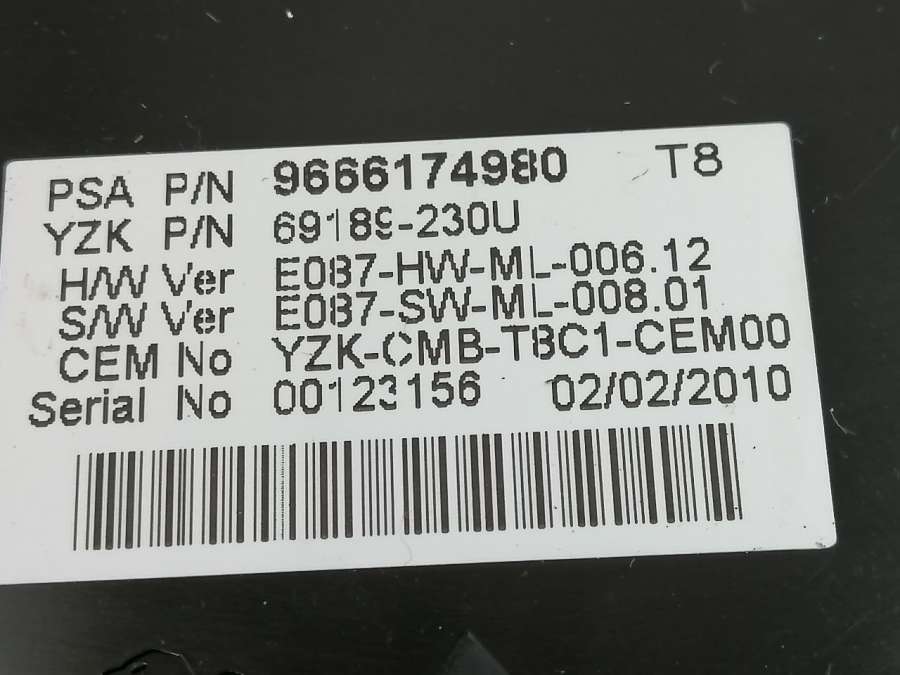 PSA P/N 9666174980 T8
YZK P/N 69189-230U
H/W Ver E087-HW-ML-006.12
S/W Ver E087-SW-ML-008.01
CEM No YZK-CMB-T8C1-CEM00
Serial No 00123156 02/02/2010